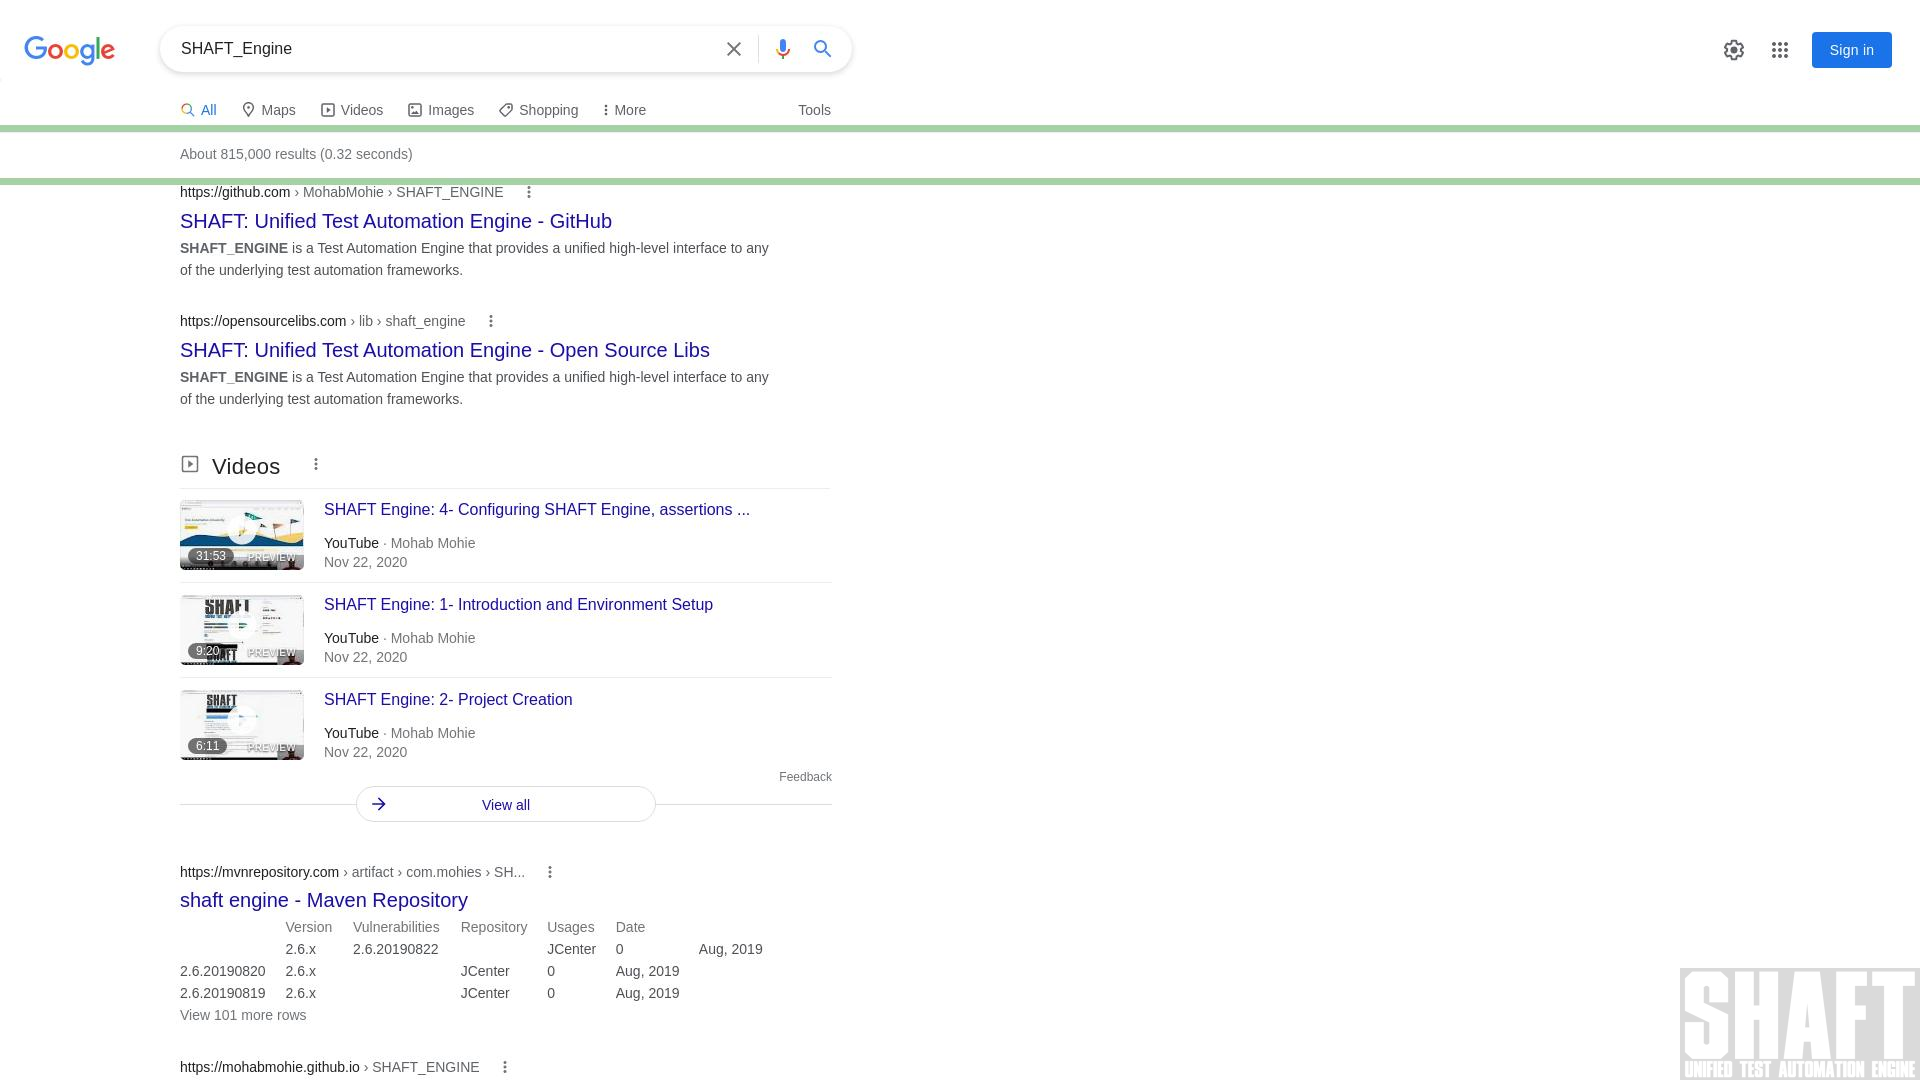 Google
SHAFT_Engine
Sign in
All
Maps
Videos
Images
Shopping
More
Tools
About 815,000 results (0.32 seconds)
https://github.com › MohabMohie › SHAFT_ENGINE
SHAFT: Unified Test Automation Engine - GitHub
SHAFT_ENGINE is a Test Automation Engine that provides a unified high-level interface to any
of the underlying test automation frameworks.
https://opensourcelibs.com › lib › shaft_engine
SHAFT: Unified Test Automation Engine - Open Source Libs
SHAFT_ENGINE is a Test Automation Engine that provides a unified high-level interface to any
of the underlying test automation frameworks.
Videos
SHAFT Engine: 4- Configuring SHAFT Engine, assertions ...
YouTube · Mohab Mohie
31:53 PREVIEW
Nov 22, 2020
SHAFT
SHAFT Engine: 1- Introduction and Environment Setup
YouTube · Mohab Mohie
9:20 PREVIEW
Nov 22, 2020
SHAFT
SHAFT
SHAFT Engine: 2- Project Creation
YouTube · Mohab Mohie
6:11 PREVIEW
Nov 22, 2020
Feedback
View all
https://mvnrepository.com › artifact › com.mohies › SH...
shaft engine - Maven Repository
Version Vulnerabilities Repository Usages Date
2.6.x 2.6.20190822 JCenter 0 Aug, 2019
2.6.20190820 2.6.x JCenter 0 Aug, 2019
2.6.20190819 2.6.x JCenter 0 Aug, 2019
View 101 more rows
https://mohabmohie.github.io › SHAFT_ENGINE
SHAFT
UNIFIED TEST AUTOMATION ENGINE